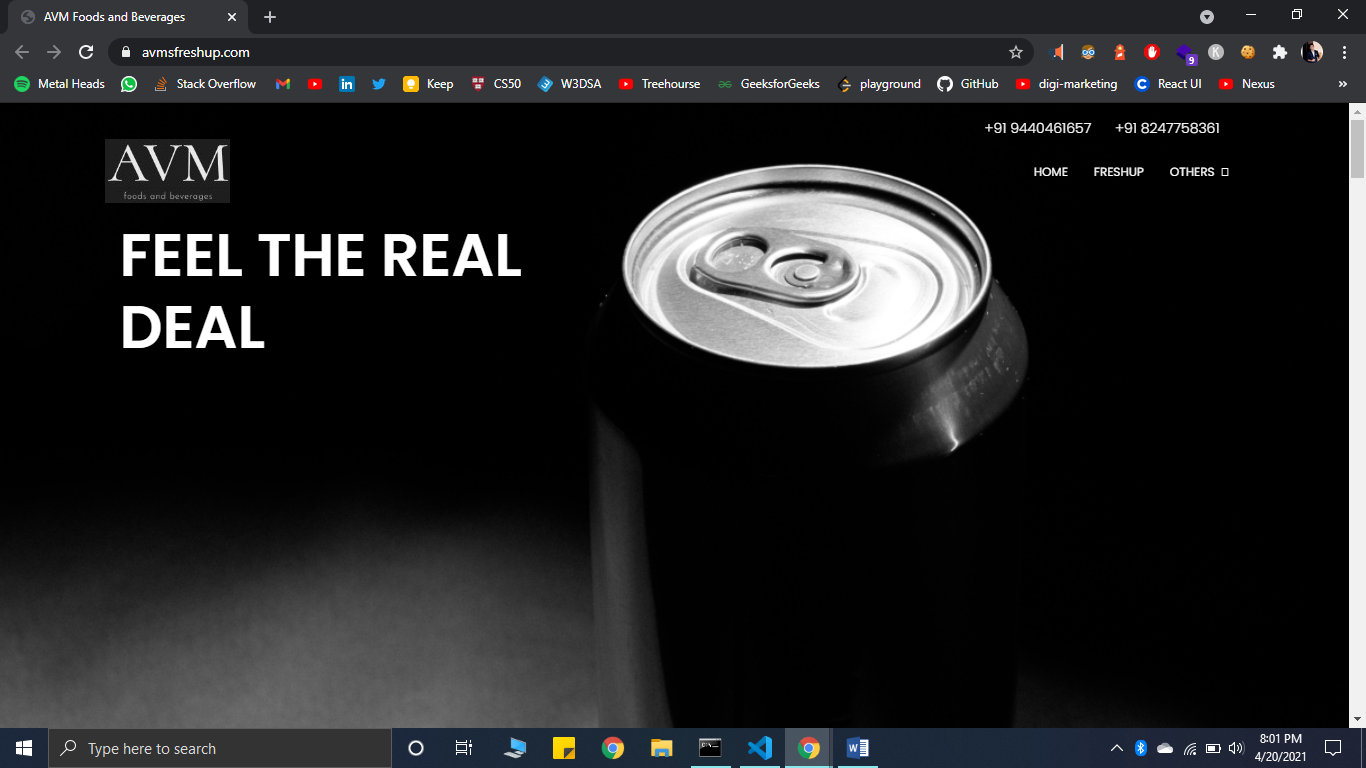 AVM Foods and Beverages
avmsfreshup.com
9
K
Metal Heads
Stack Overflow
Keep
CS50
W3DSA
Treehourse
GeeksforGeeks
playground
GitHub
digi-marketing
React UI
Nexus
»
+91 9440461657 +91 8247758361
AVM
foods and beverages
HOME FRESHUP OTHERS
FEEL THE REAL
DEAL
Type here to search
8:01 PM
4/20/2021